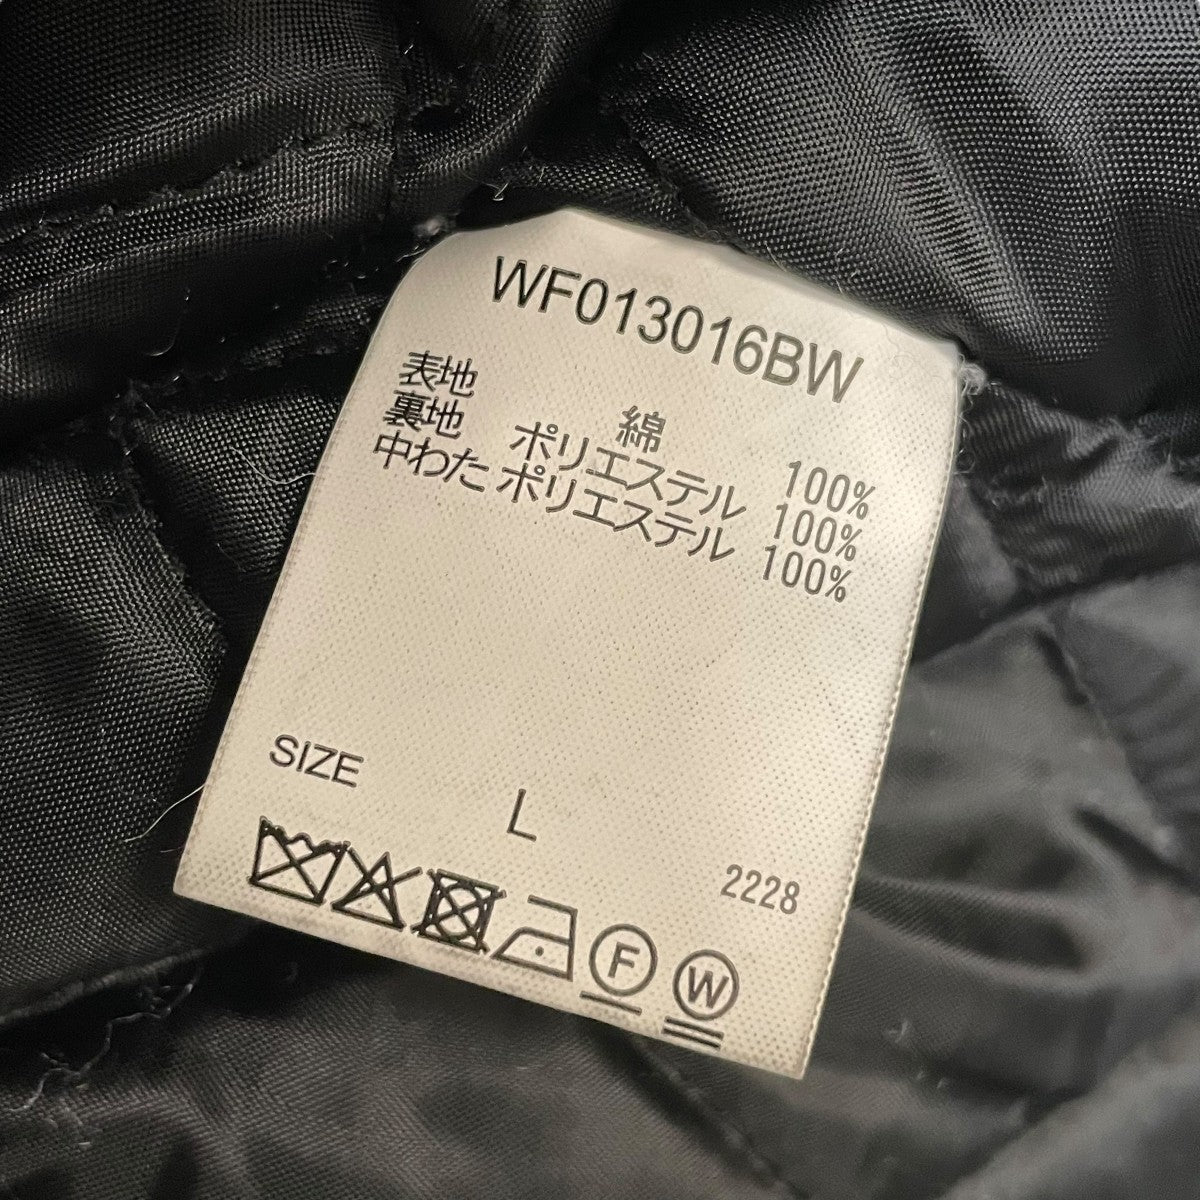 WF013016BW
表地 綿 100%
裏地 ポリエステル 100%
中わた ポリエステル 100%
SIZE L
2228
F W